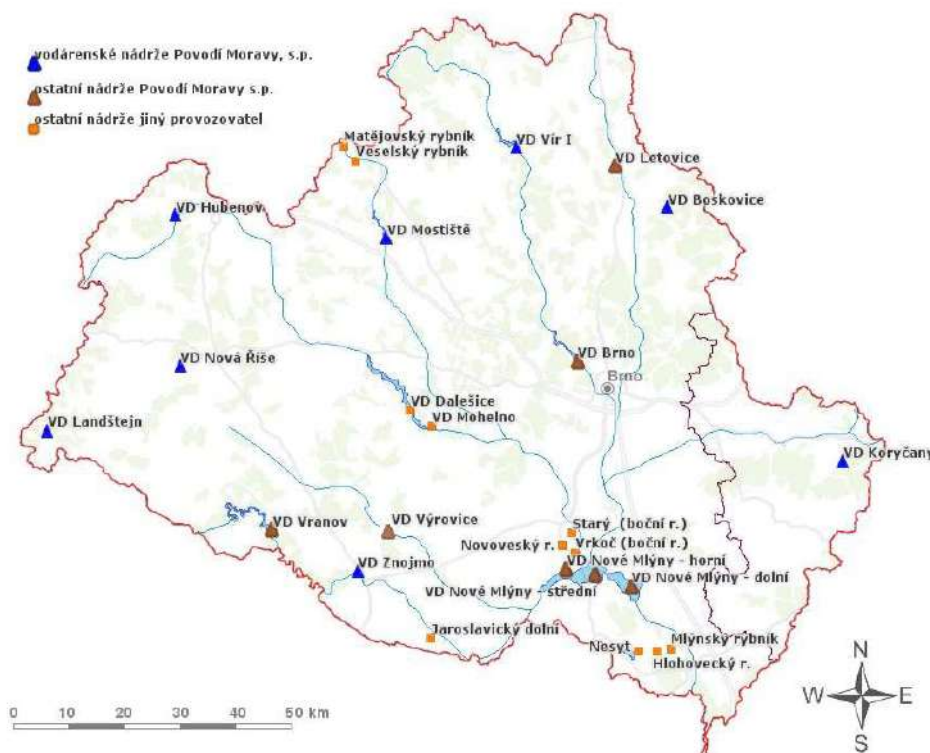 vodárenské nádrže Povodí Moravy, s.p.
ostatní nádrže Povodí Moravy s.p.
ostatní nádrže jiný provozovatel
Matějovský rybník
Veselský rybník
VD Vír I
VD Letovice
VD Boskovice
VD Hubenov
VD Mostiště
VD Nová Říše
VD Brno
Brno
VD Dalešice
VD Mohelno
VD Landštejn
VD Koryčany
VD Vranov
VD Výrovice
Starý (boční r.)
Novoveský r.
Vrkoč (boční r.)
VD Znojmo
VD Nové Mlýny - horní
VD Nové Mlýny - dolní
VD Nové Mlýny - střední
Jaroslavický dolní
Nesyt
Mlýnský rybník
Hlohovecký r.
N
W
E
S
0 10 20 30 40 50 km